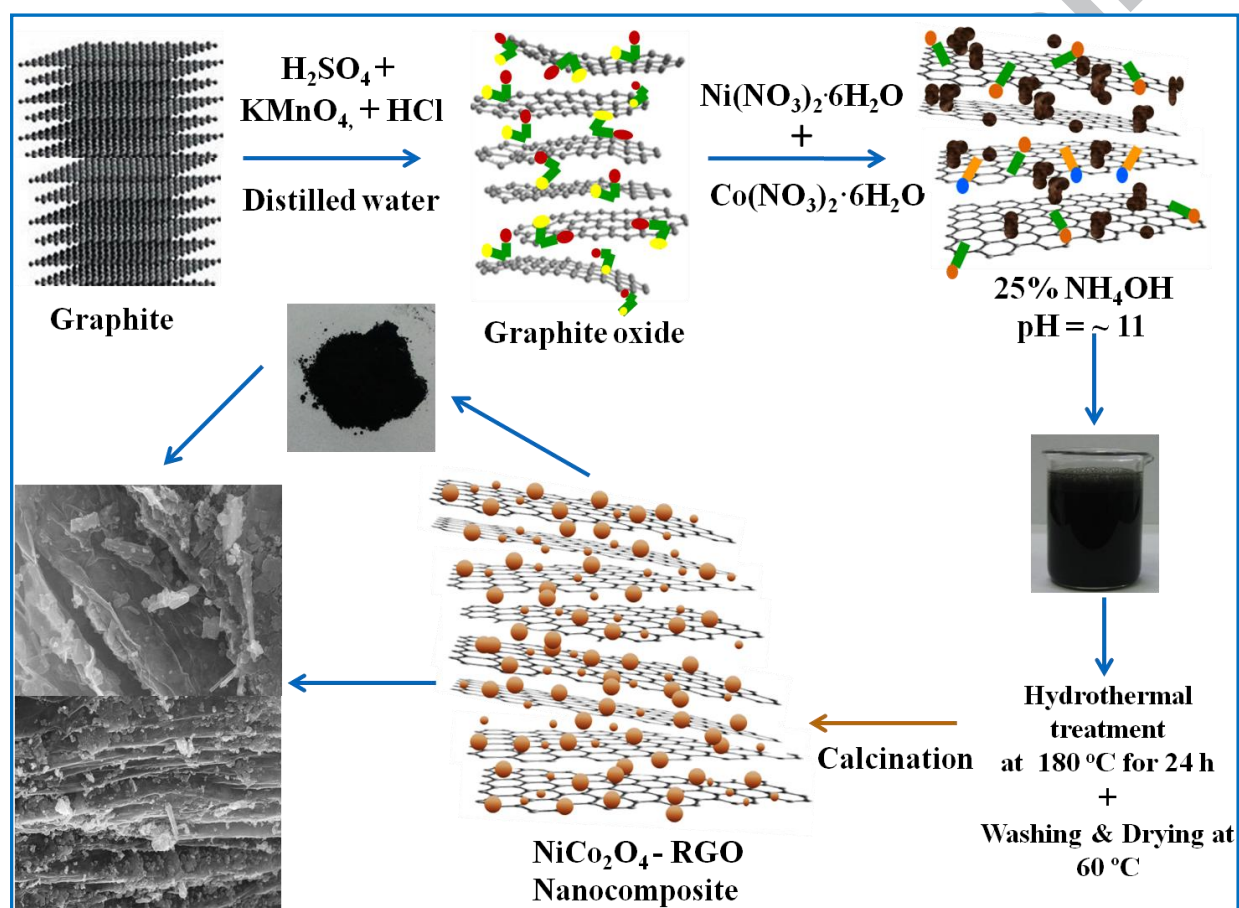 H₂SO₄ +
KMnO₄, + HCl
Distilled water
Graphite
Graphite oxide
Ni(NO₃)₂·6H₂O
+
Co(NO₃)₂·6H₂O
25% NH₄OH
pH = ~ 11
Hydrothermal
treatment
at 180 ºC for 24 h
+
Washing & Drying at
60 ºC
Calcination
NiCo₂O₄ - RGO
Nanocomposite